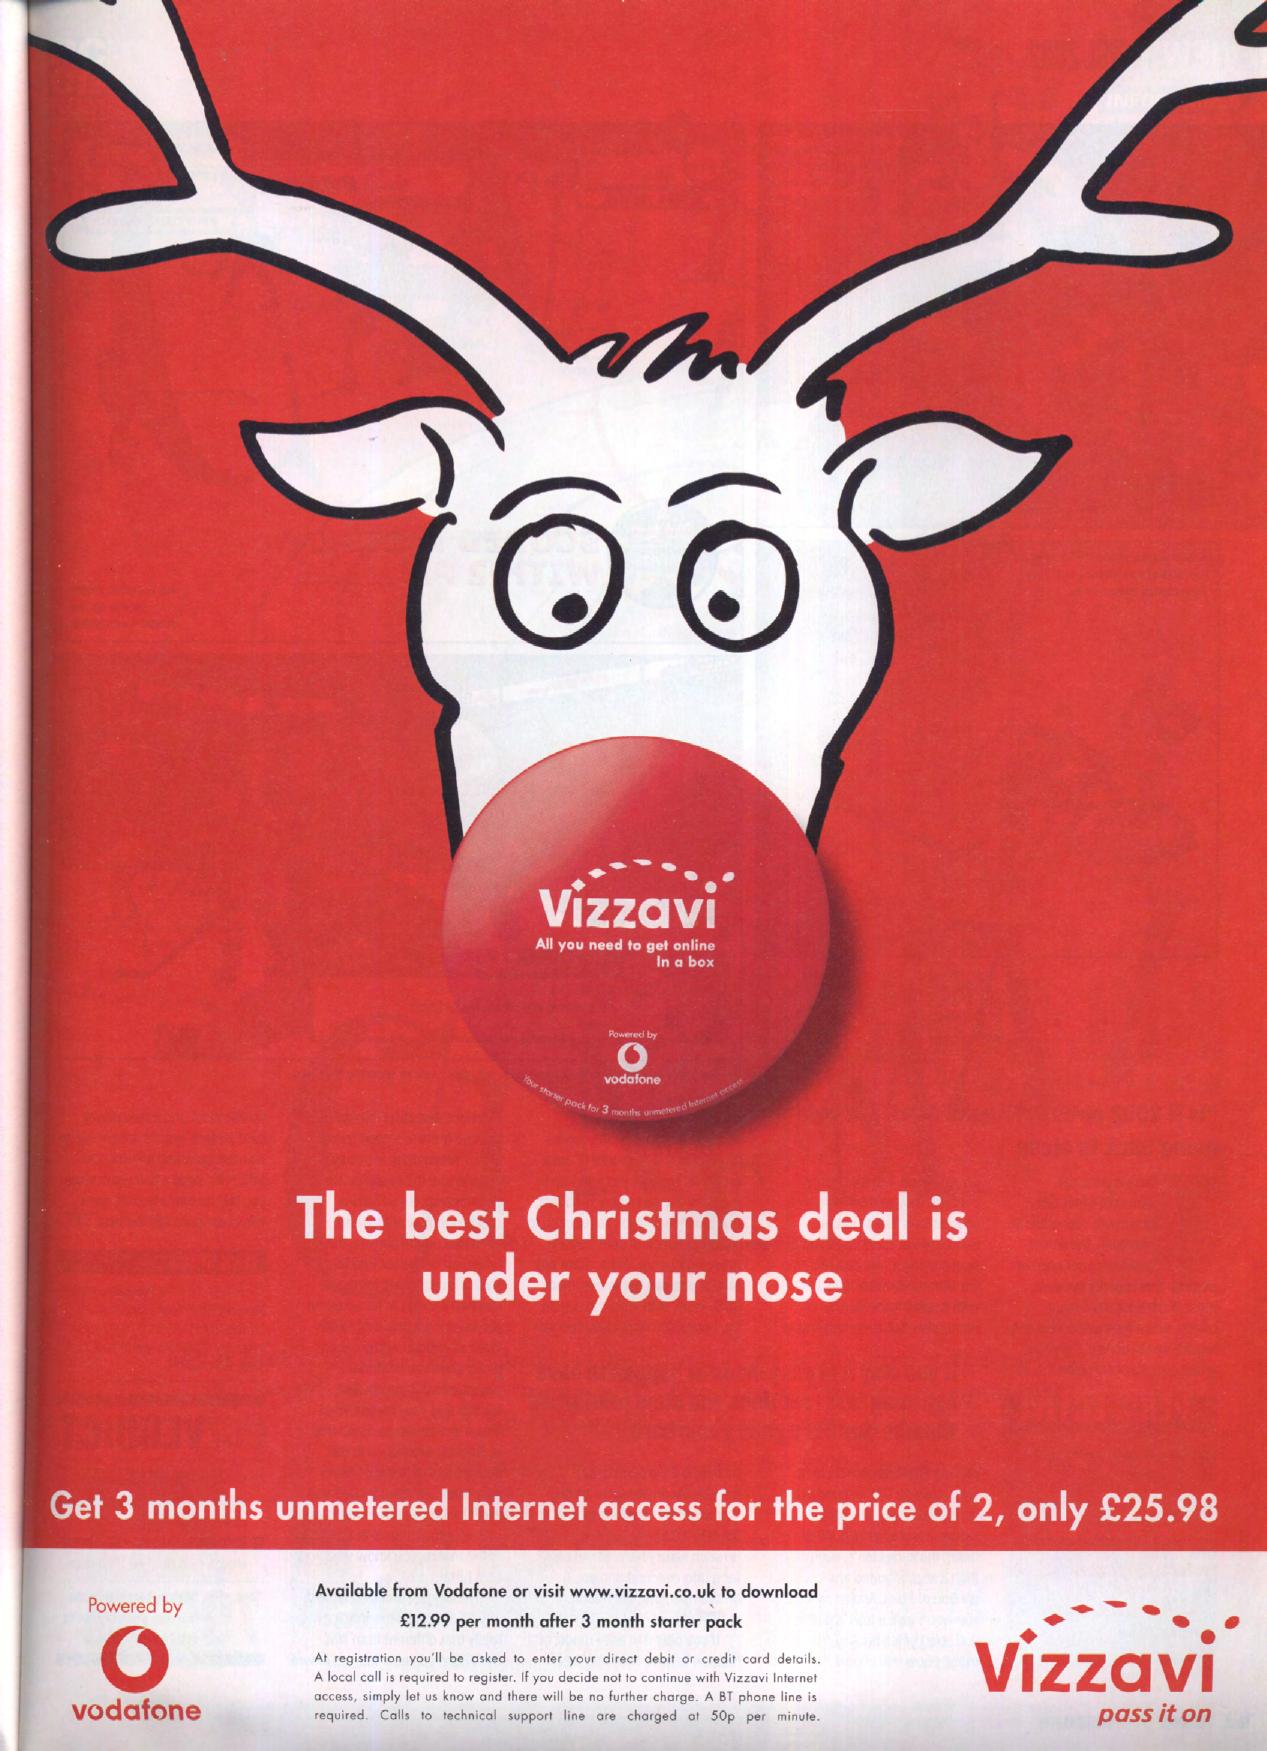 Vizzavi
All you need to get online
In a box
Powered by
vodafone
Your starter pack for 3 months unmetered Internet access
The best Christmas deal is
under your nose
Get 3 months unmetered Internet access for the price of 2, only £25.98
Powered by
vodafone
Available from Vodafone or visit www.vizzavi.co.uk to download
£12.99 per month after 3 month starter pack
At registration you'll be asked to enter your direct debit or credit card details.
A local call is required to register. If you decide not to continue with Vizzavi Internet
access, simply let us know and there will be no further charge. A BT phone line is
required. Calls to technical support line are charged at 50p per minute.
Vizzavi
pass it on